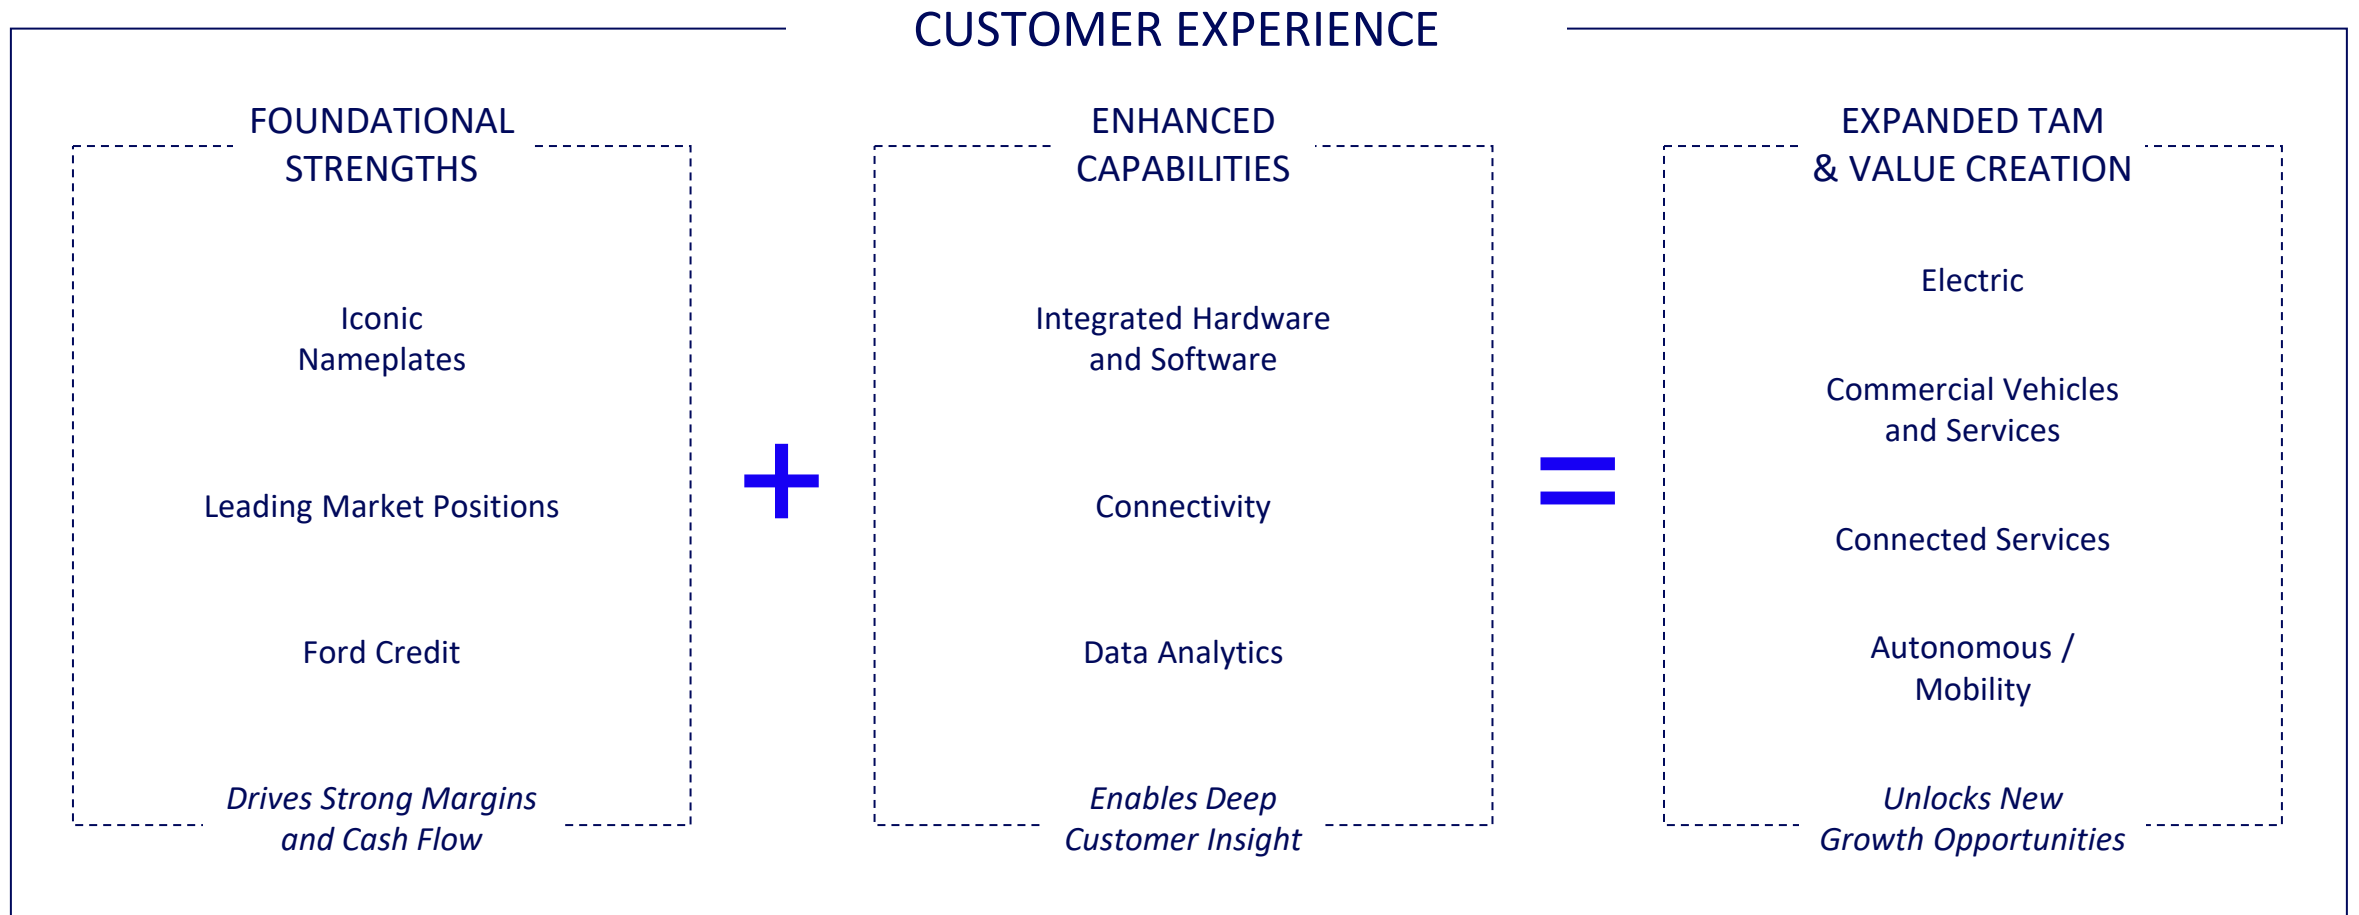 CUSTOMER EXPERIENCE
FOUNDATIONAL
STRENGTHS
Iconic
Nameplates
Leading Market Positions
Ford Credit
Drives Strong Margins
and Cash Flow
+
ENHANCED
CAPABILITIES
Integrated Hardware
and Software
Connectivity
Data Analytics
Enables Deep
Customer Insight
=
EXPANDED TAM
& VALUE CREATION
Electric
Commercial Vehicles
and Services
Connected Services
Autonomous /
Mobility
Unlocks New
Growth Opportunities